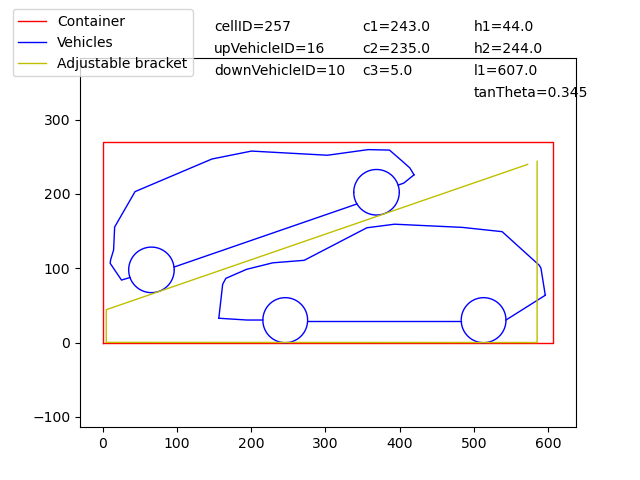 Container
Vehicles
Adjustable bracket
cellID=257 c1=243.0 h1=44.0
upVehicleID=16 c2=235.0 h2=244.0
downVehicleID=10 c3=5.0 l1=607.0
tanTheta=0.345
300
200
100
0
−100
0 100 200 300 400 500 600